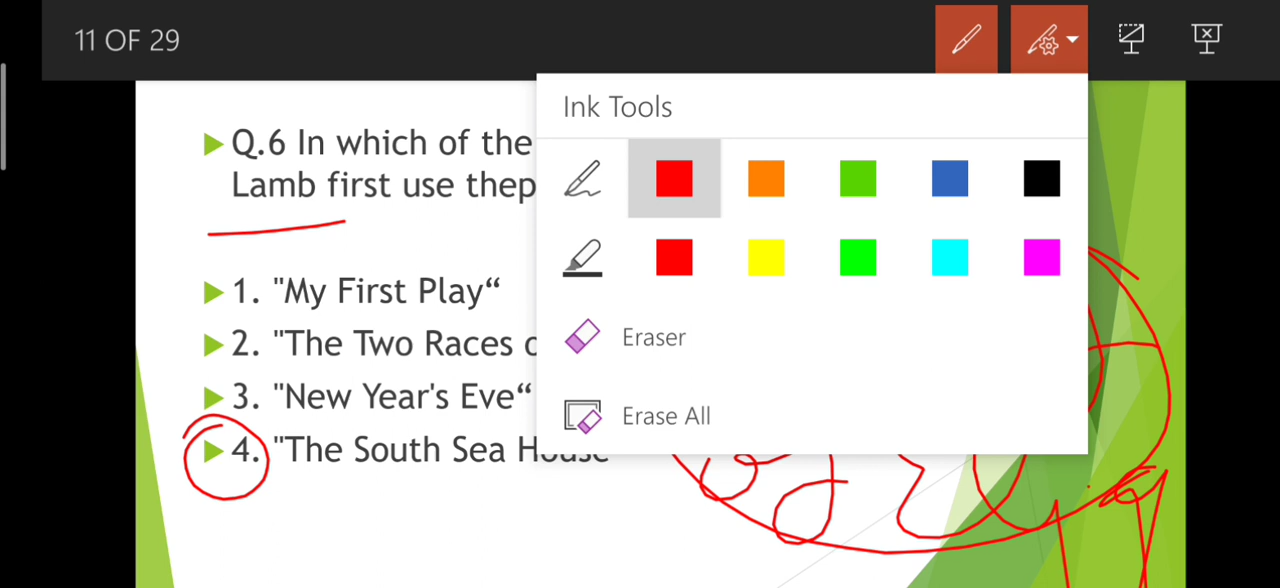 11 OF 29
Ink Tools
Q.6 In which of the
Lamb first use thep
1. "My First Play“
2. "The Two Races
3. "New Year's Eve“
4. "The South Sea House
Eraser
Erase All